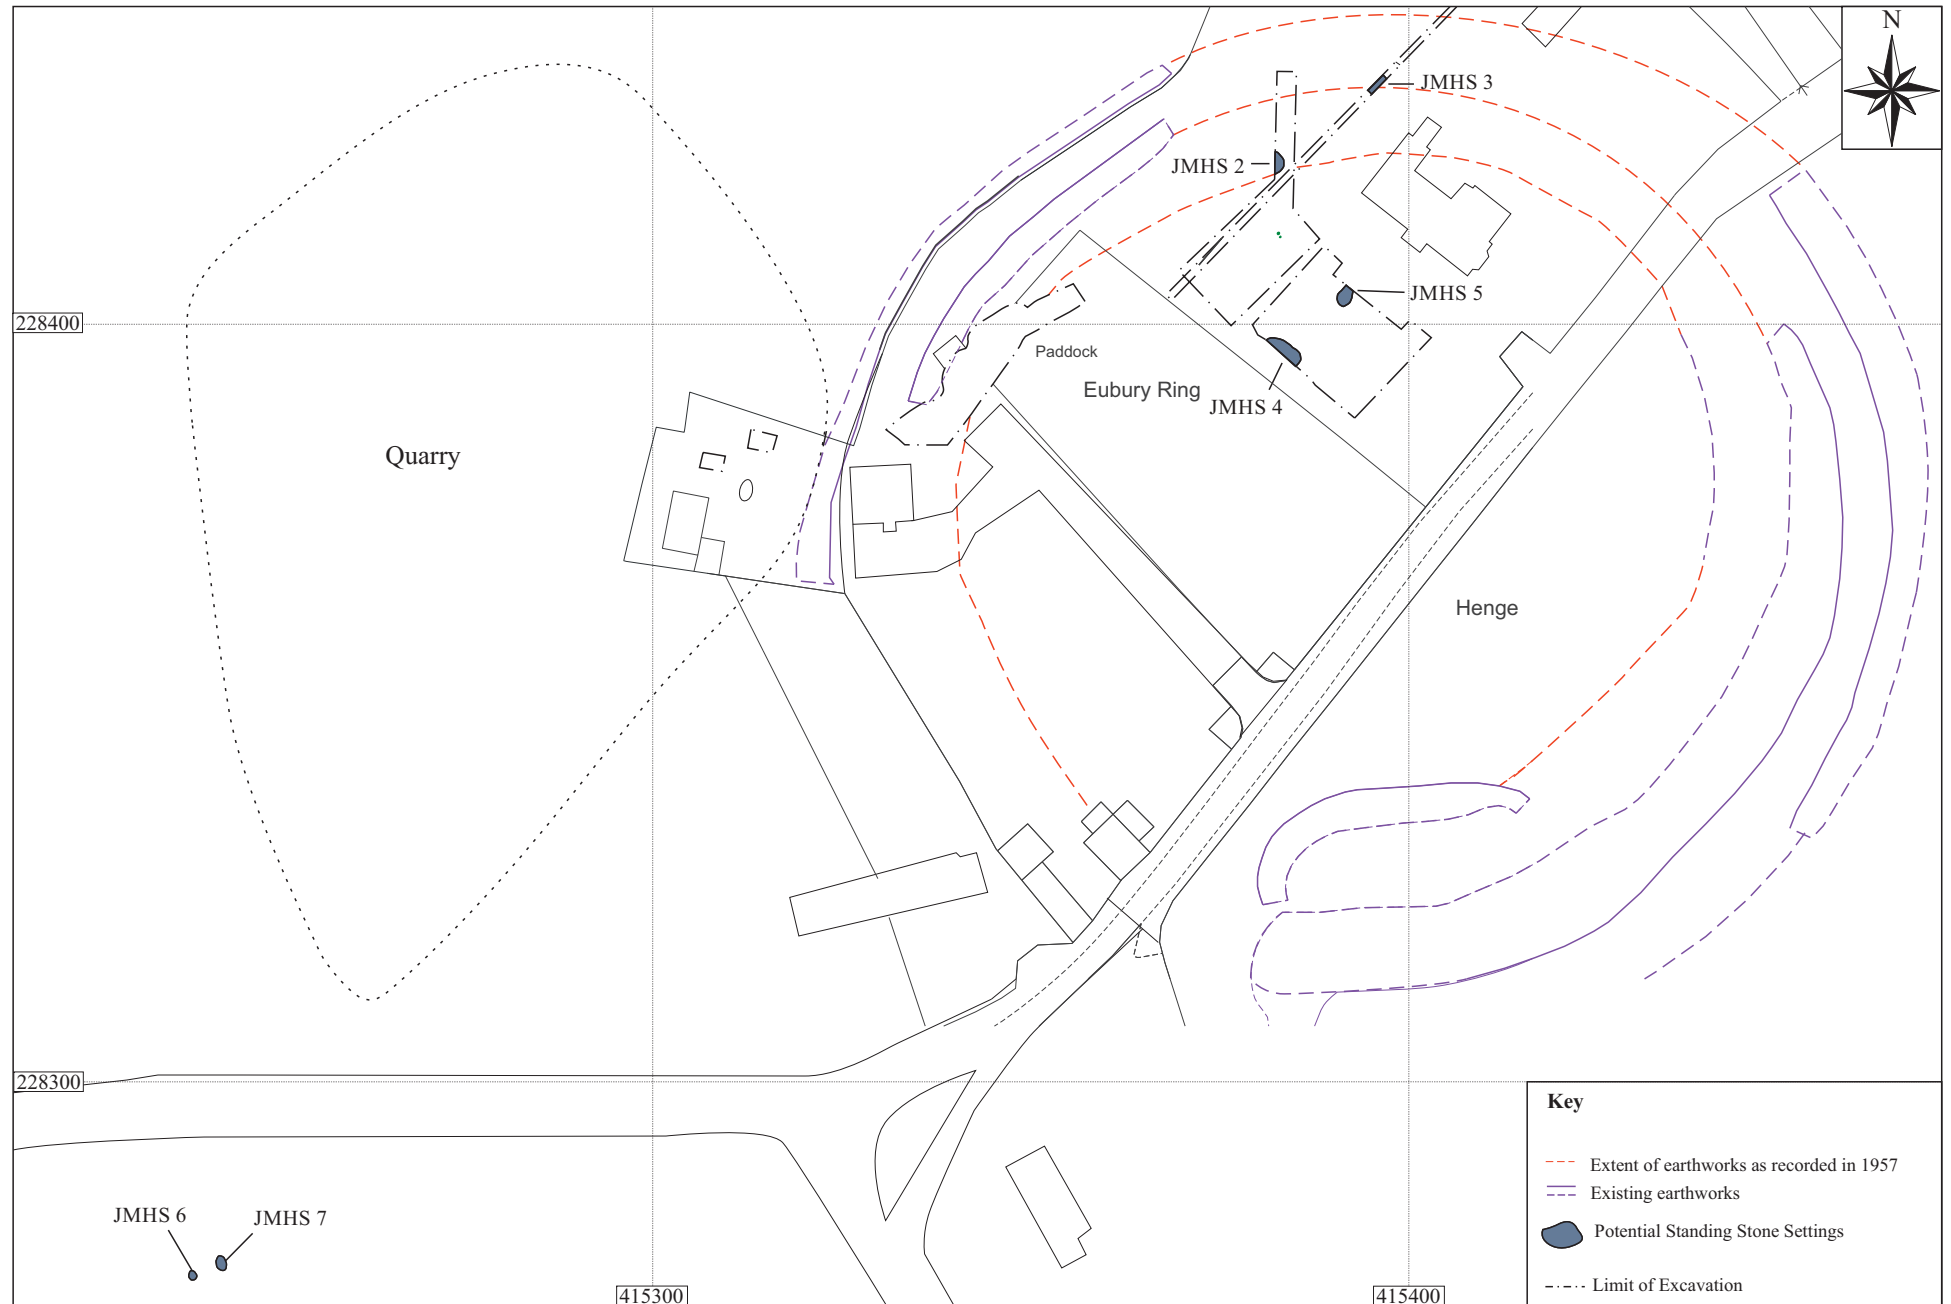 N
JMHS 3
JMHS 2
JMHS 5
228400
Paddock
Eubury Ring
JMHS 4
Quarry
Henge
228300
Key
Extent of earthworks as recorded in 1957
Existing earthworks
JMHS 6
JMHS 7
Potential Standing Stone Settings
Limit of Excavation
415300
415400